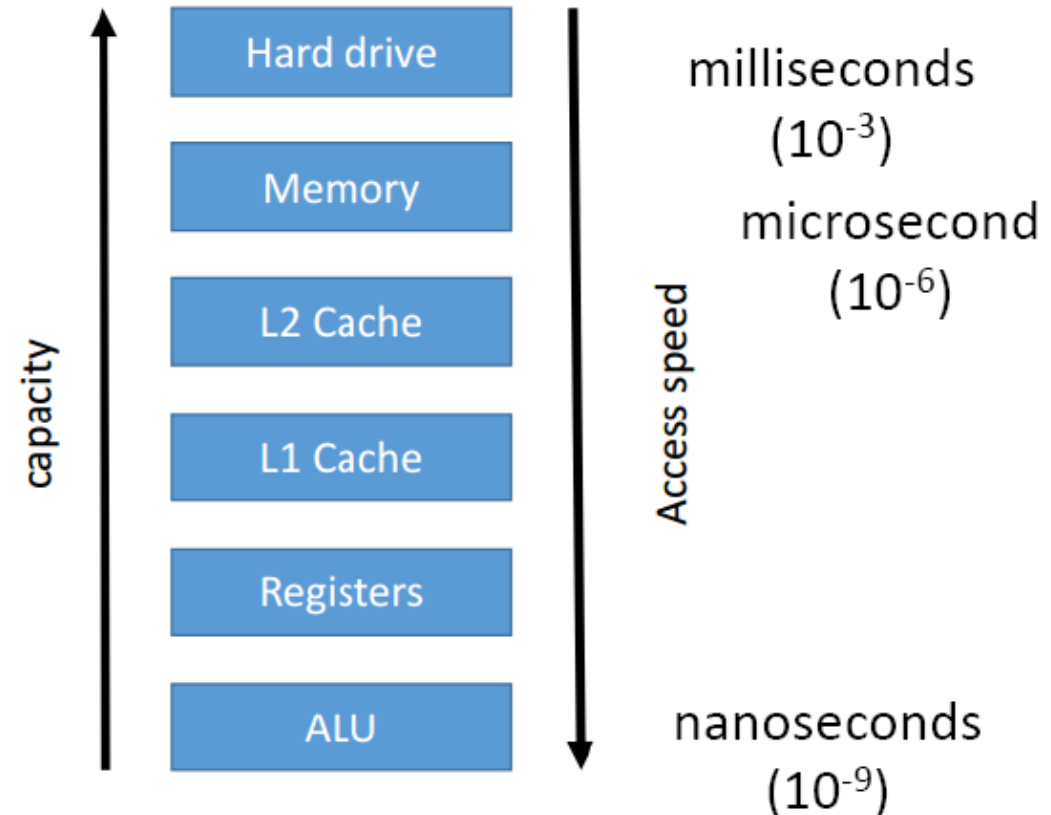 Hard drive
milliseconds
(10⁻³)
Memory
microsecond
(10⁻⁶)
L2 Cache
capacity
Access speed
L1 Cache
Registers
ALU
nanoseconds
(10⁻⁹)